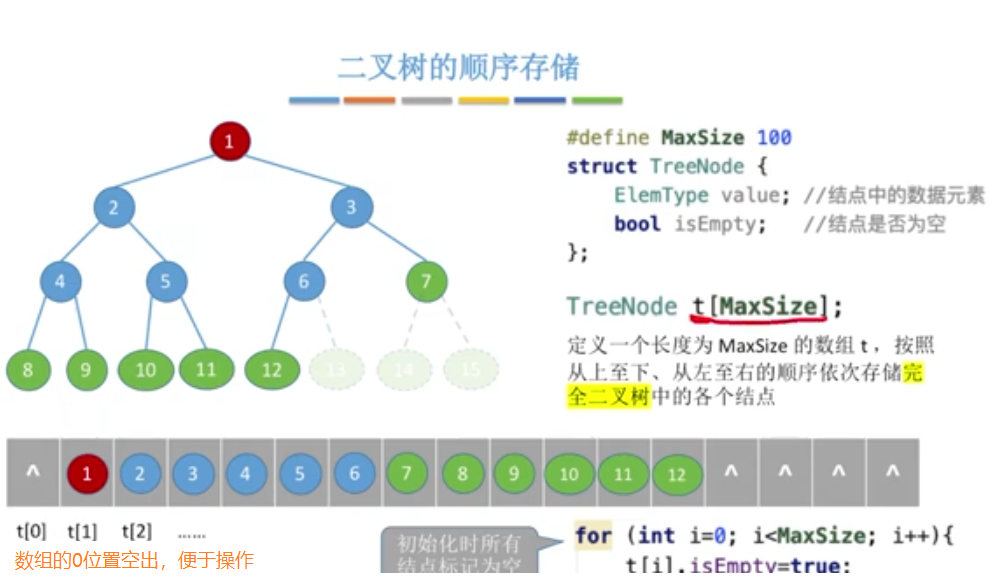 二叉树的顺序存储
1
2 3
4 5 6 7
8 9 10 11 12 13 14 15
#define MaxSize 100
struct TreeNode {
ElemType value; //结点中的数据元素
bool isEmpty; //结点是否为空
};
TreeNode t[MaxSize];
定义一个长度为 MaxSize 的数组 t ，按照
从上至下、从左至右的顺序依次存储完
全二叉树中的各个结点
^ 1 2 3 4 5 6 7 8 9 10 11 12 ^ ^ ^ ^
t[0] t[1] t[2] ……
数组的0位置空出，便于操作
初始化时所有
结点标记为空
for (int i=0; i<MaxSize; i++){
t[i].isEmpty=true;